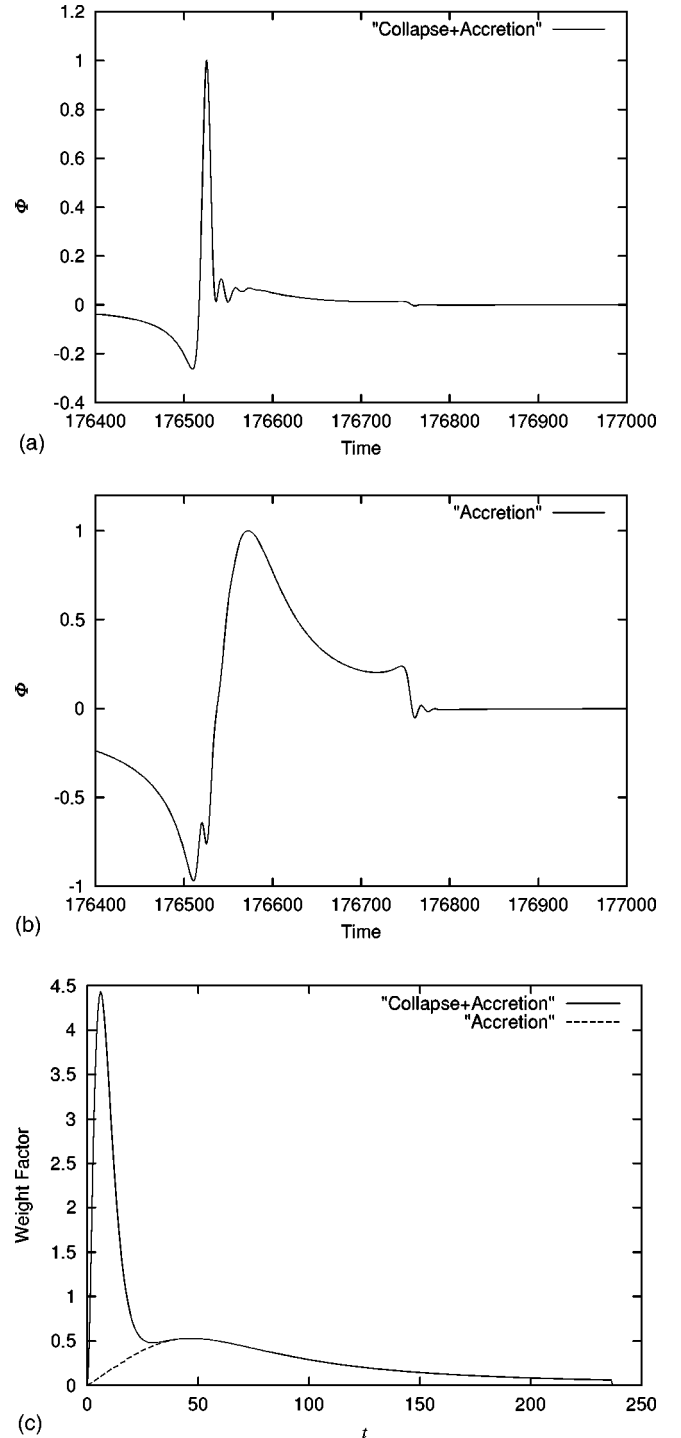 1.2
"Collapse+Accretion"
1
0.8
0.6
Φ
0.4
0.2
0
-0.2
-0.4
176400 176500 176600 176700 176800 176900 177000
(a)
Time
"Accretion"
1
0.5
Φ
0
-0.5
-1
176400 176500 176600 176700 176800 176900 177000
(b)
Time
4.5
"Collapse+Accretion"
"Accretion"
4
3.5
3
Weight Factor
2.5
2
1.5
1
0.5
0
0 50 100 150 200 250
(c)
t